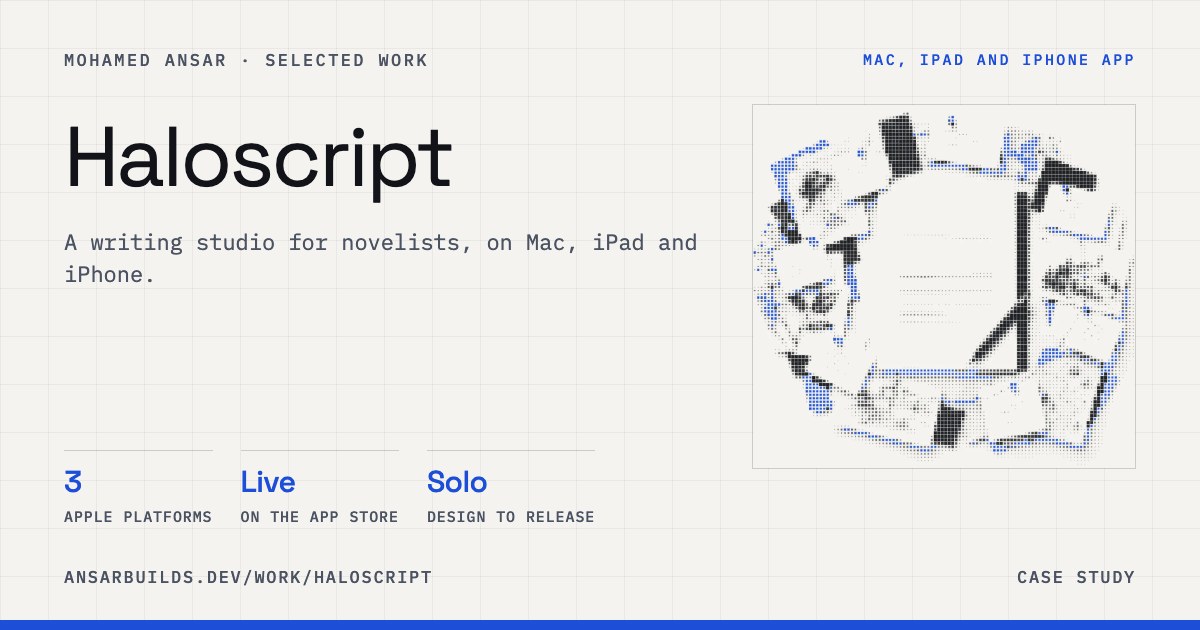 MOHAMED ANSAR · SELECTED WORK
MAC, IPAD AND IPHONE APP
Haloscript
A writing studio for novelists, on Mac, iPad and
iPhone.
3
APPLE PLATFORMS
Live
ON THE APP STORE
Solo
DESIGN TO RELEASE
ANSARBUILDS.DEV/WORK/HALOSCRIPT
CASE STUDY